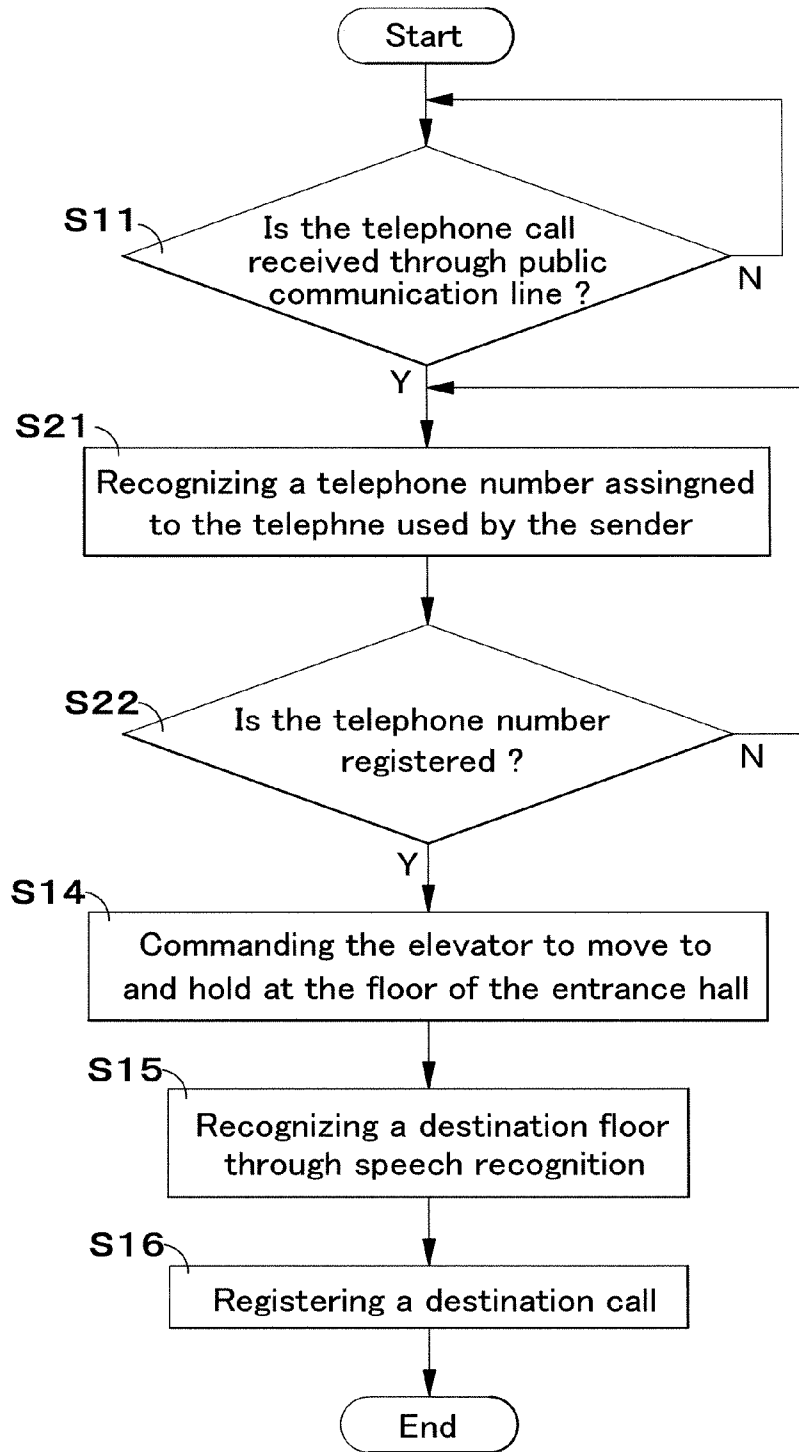 Start
S11
Is the telephone call
received through public
communication line ?
N
Y
S21
Recognizing a telephone number assingned
to the telephne used by the sender
S22
Is the telephone number
registered ?
N
Y
S14
Commanding the elevator to move to
and hold at the floor of the entrance hall
S15
Recognizing a destination floor
through speech recognition
S16
Registering a destination call
End